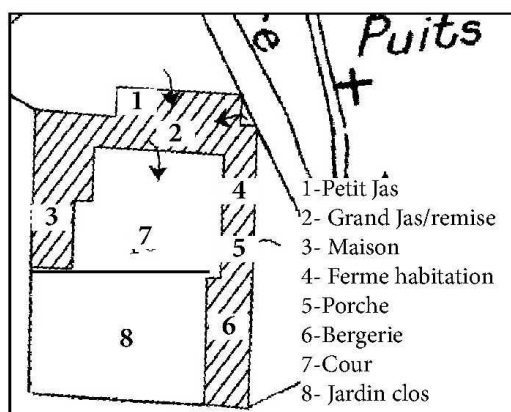 e
Puits
1
2
3
4
5
6
7
8
1-Petit Jas
2- Grand Jas/remise
3- Maison
4- Ferme habitation
5-Porche
6-Bergerie
7-Cour
8- Jardin clos